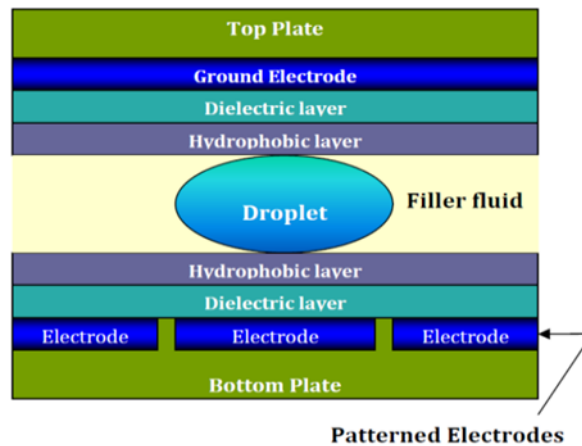 Top Plate
Ground Electrode
Dielectric layer
Hydrophobic layer
Droplet
Filler fluid
Hydrophobic layer
Dielectric layer
Electrode Electrode Electrode
Bottom Plate
Patterned Electrodes